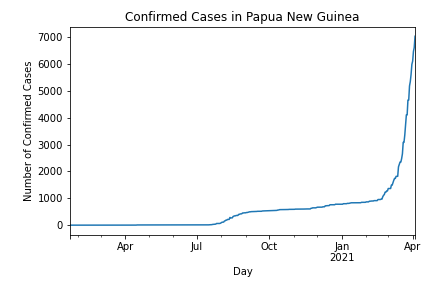 Confirmed Cases in Papua New Guinea
Number of Confirmed Cases
7000
6000
5000
4000
3000
2000
1000
0
Apr Jul Oct Jan Apr
2021
Day